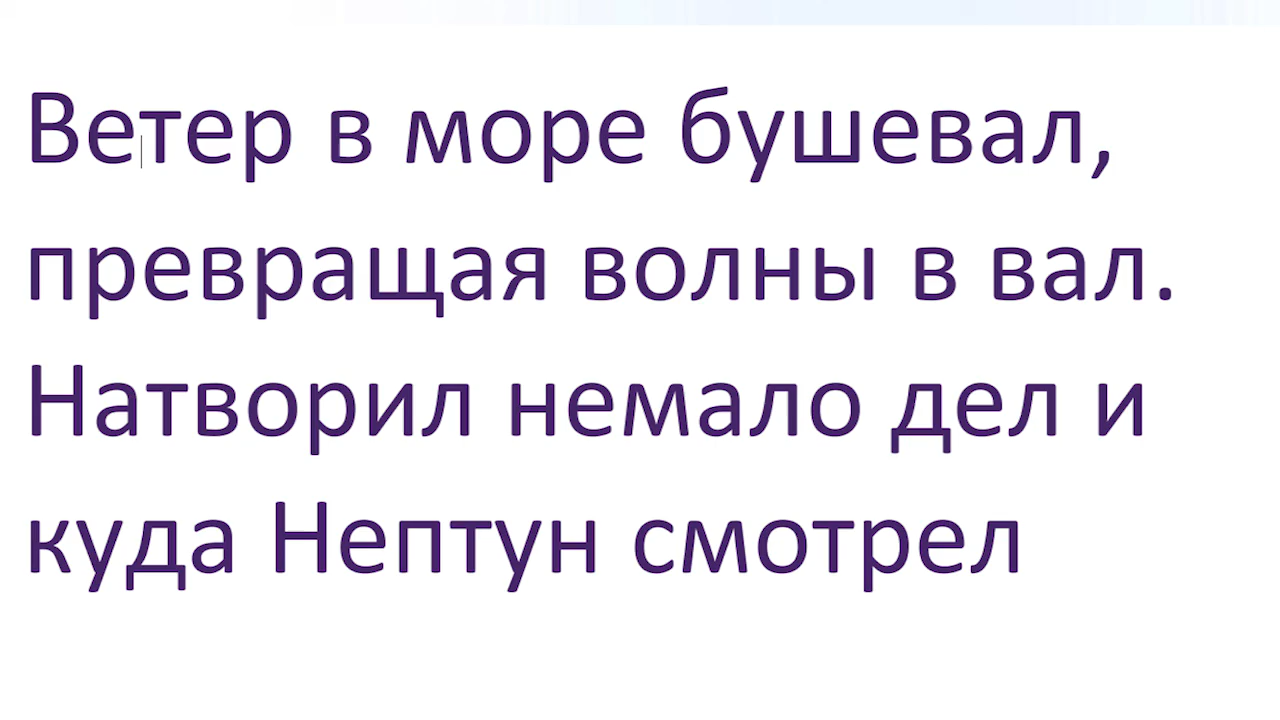 Ветер в море бушевал,
превращая волны в вал.
Натворил немало дел и
куда Нептун смотрел